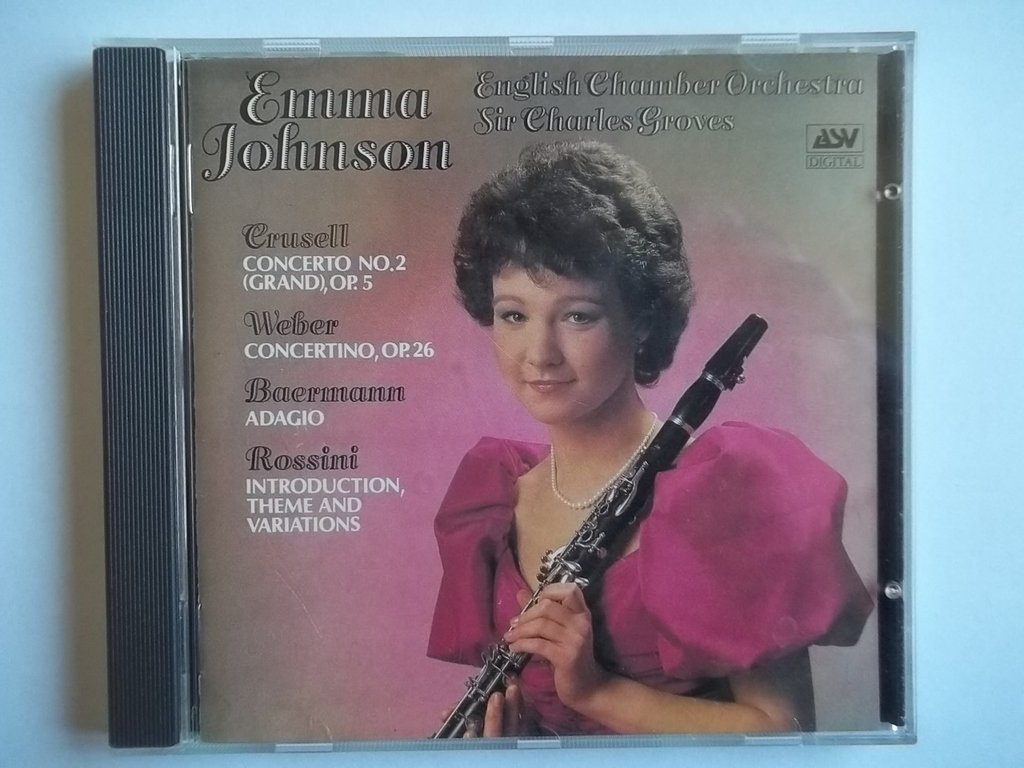 Emma
Johnson
English Chamber Orchestra
Sir Charles Groves
ASV
DIGITAL
Crusell
CONCERTO NO.2
(GRAND), OP. 5
Weber
CONCERTINO, OP. 26
Baermann
ADAGIO
Rossini
INTRODUCTION,
THEME AND
VARIATIONS